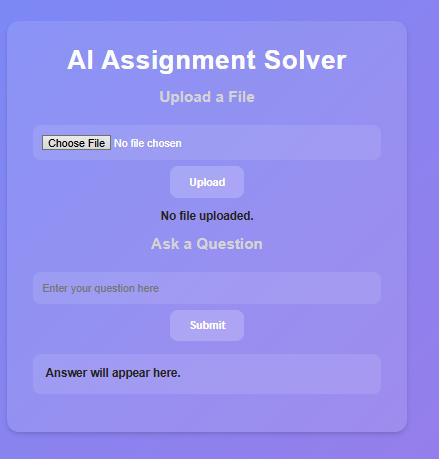 AI Assignment Solver
Upload a File
Choose File No file chosen
Upload
No file uploaded.
Ask a Question
Enter your question here
Submit
Answer will appear here.